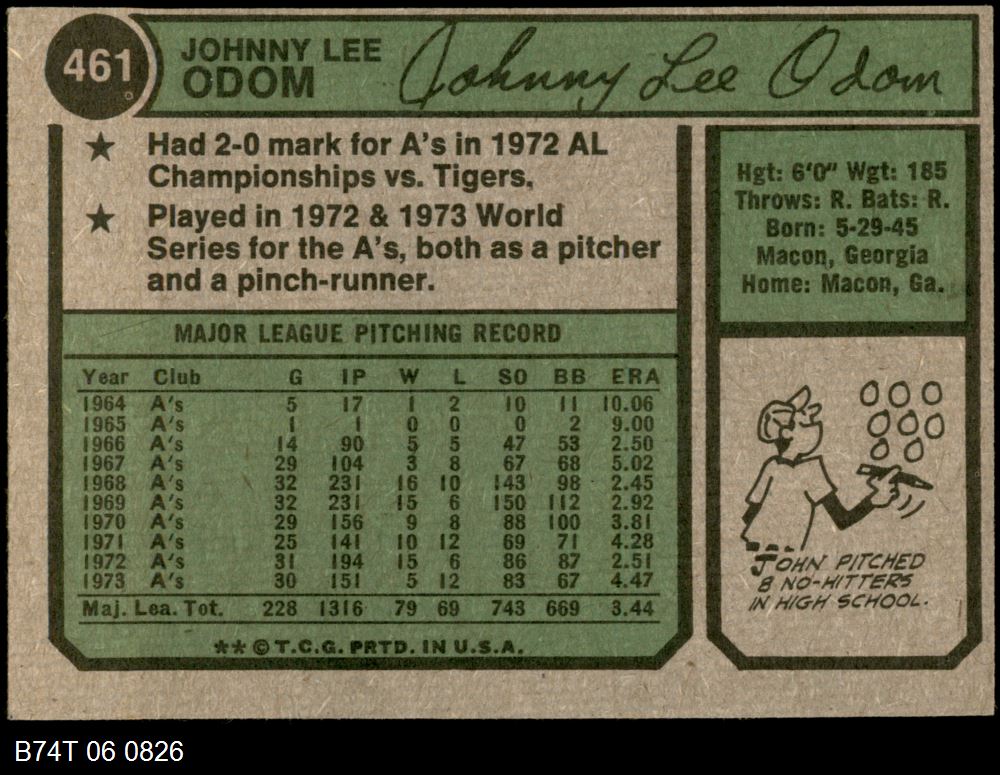 461
JOHNNY LEE
ODOM
Johnny Lee Odom
★ Had 2-0 mark for A's in 1972 AL
Championships vs. Tigers.
★ Played in 1972 & 1973 World
Series for the A's, both as a pitcher
and a pinch-runner.
Hgt: 6'0" Wgt: 185
Throws: R. Bats: R.
Born: 5-29-45
Macon, Georgia
Home: Macon, Ga.
MAJOR LEAGUE PITCHING RECORD
Year Club G IP W L SO BB ERA
1964 A's 5 17 1 2 10 11 10.06
1965 A's 1 1 0 0 0 2 9.00
1966 A's 14 90 5 5 47 53 2.50
1967 A's 29 104 3 8 67 68 5.02
1968 A's 32 231 16 10 143 98 2.45
1969 A's 32 231 15 6 150 112 2.92
1970 A's 29 156 9 8 88 100 3.81
1971 A's 25 141 10 12 69 71 4.28
1972 A's 31 194 15 6 86 87 2.51
1973 A's 30 151 5 12 83 67 4.47
Maj. Lea. Tot. 228 1316 79 69 743 669 3.44
** © T.C.G. PRTD. IN U.S.A.
000
000
00
JOHN PITCHED
8 NO-HITTERS
IN HIGH SCHOOL.
B74T 06 0826